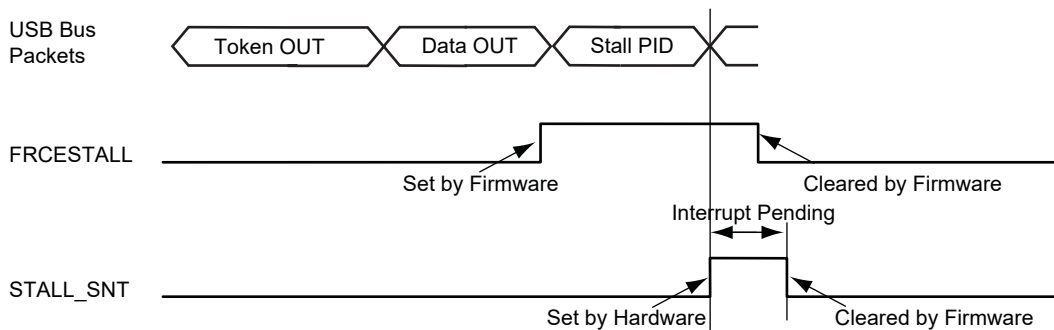 USB Bus
Packets
Token OUT
Data OUT
Stall PID
FRCESTALL
Set by Firmware
Cleared by Firmware
Interrupt Pending
STALL_SNT
Set by Hardware
Cleared by Firmware